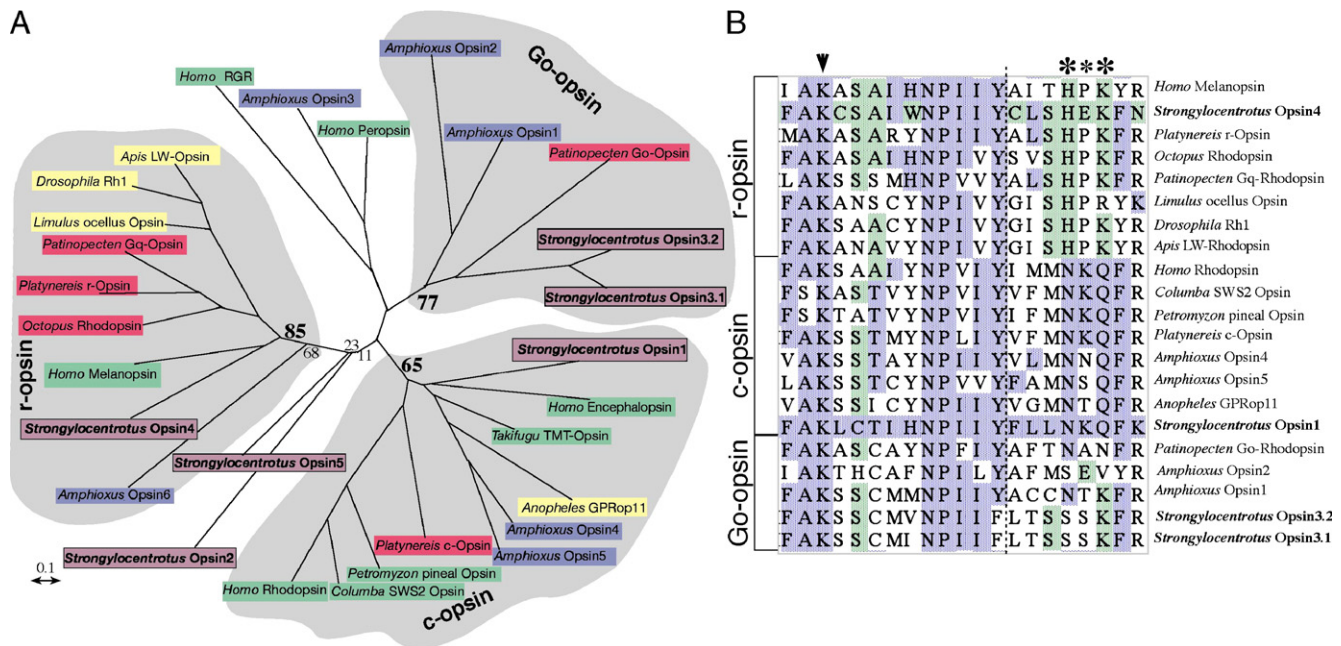 A
Homo RGR
Amphioxus Opsin3
Homo Peropsin
Amphioxus Opsin2
Go-opsin
Amphioxus Opsin1
Patinopecten Go-Opsin
Strongylocentrotus Opsin3.2
Strongylocentrotus Opsin3.1
77
Apis LW-Opsin
Drosophila Rh1
Limulus ocellus Opsin
Patinopecten Gq-Opsin
Platynereis r-Opsin
Octopus Rhodopsin
r-opsin
Homo Melanopsin
85
68
23
11
65
Strongylocentrotus Opsin4
Strongylocentrotus Opsin5
Amphioxus Opsin6
Strongylocentrotus Opsin2
Strongylocentrotus Opsin1
Homo Encephalopsin
Takifugu TMT-Opsin
Anopheles GPRop11
Amphioxus Opsin4
Amphioxus Opsin5
Platynereis c-Opsin
Petromyzon pineal Opsin
Columba SWS2 Opsin
Homo Rhodopsin
c-opsin
0.1
B
* * *
r-opsin
I A K A S A I H N P I I Y A I T H P K Y R Homo Melanopsin
F A K C S A I W N P I I Y C L S H E K F N Strongylocentrotus Opsin4
M A K A S A R Y N P I I Y A L S H P K F R Platynereis r-Opsin
F A K A S A I H N P I V Y S V S H P K F R Octopus Rhodopsin
L A K S S S M H N P V V Y A L S H P K F R Patinopecten Gq-Rhodopsin
F A K A N S C Y N P I V Y G I S H P R Y K Limulus ocellus Opsin
F A K S A A C Y N P I V Y G I S H P K Y R Drosophila Rh1
F A K A N A V Y N P I V Y G I S H P K Y R Apis LW-Rhodopsin
c-opsin
F A K S A A I Y N P V I Y I M M N K Q F R Homo Rhodopsin
F S K A S T V Y N P V I Y V F M N K Q F R Columba SWS2 Opsin
F S K T A T V Y N P V I Y I F M N K Q F R Petromyzon pineal Opsin
F A K S S T M Y N P L I Y V F M N K Q F R Platynereis c-Opsin
V A K S S T A Y N P I I Y V L M N N Q F R Amphioxus Opsin4
L A K S S T C Y N P V V Y F A M N S Q F R Amphioxus Opsin5
V A K S S I C Y N P I I Y V G M N T Q F R Anopheles GPRop11
F A K L C T I H N P I I Y F L L N K Q F K Strongylocentrotus Opsin1
Go-opsin
F A K A S C A Y N P F I Y A F T N A N F R Patinopecten Go-Rhodopsin
I A K T H C A F N P I L Y A F M S E V Y R Amphioxus Opsin2
F A K S S C M M N P I I Y A C C N T K F R Amphioxus Opsin1
F A K S S C M V N P I I F L T S S S K F R Strongylocentrotus Opsin3.2
F A K S S C M I N P I I F L T S S S K F R Strongylocentrotus Opsin3.1